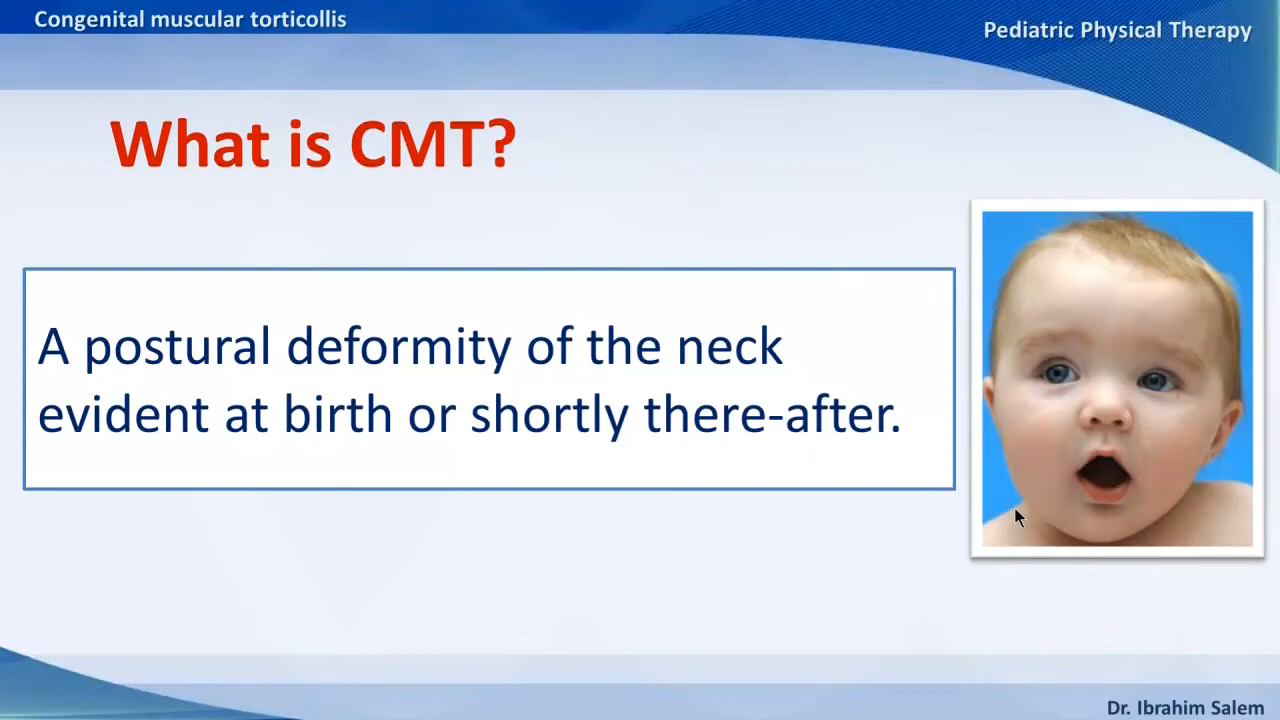 Congenital muscular torticollis
Pediatric Physical Therapy
What is CMT?
A postural deformity of the neck
evident at birth or shortly there-after.
Dr. Ibrahim Salem